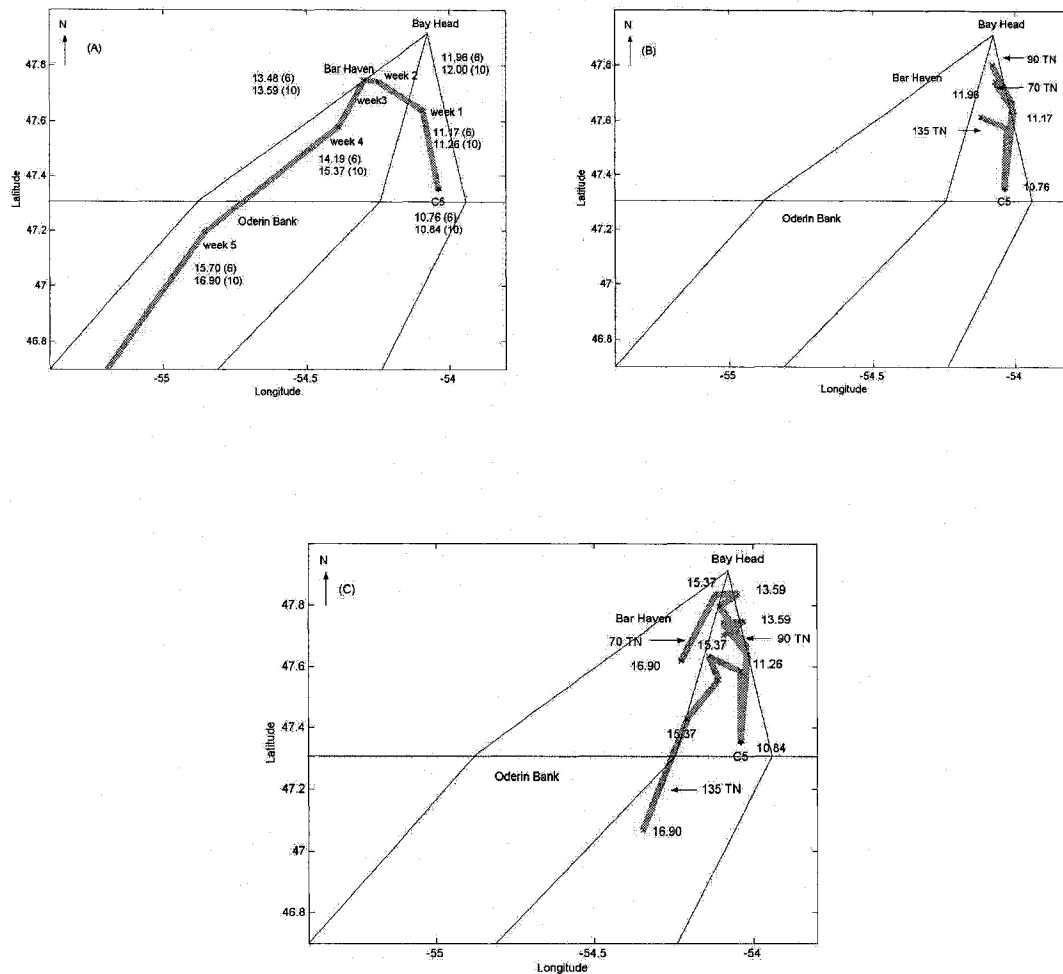 N
(A)
Bay Head
47.8
11.96 (6)
12.00 (10)
Bar Haven
week 2
13.48 (6)
13.59 (10)
week3
week 1
47.6
week 4
11.17 (6)
11.26 (10)
14.19 (6)
15.37 (10)
47.4
Latitude
C5
Oderin Bank
10.76 (6)
10.84 (10)
47.2
week 5
15.70 (6)
16.90 (10)
47
46.8
-55
-54.5
-54
Longitude
N
(B)
Bay Head
90 TN
47.8
Bar Haven
70 TN
11.96
11.17
47.6
135 TN
47.4
10.76
Latitude
C5
Oderin Bank
47.2
47
46.8
-55
-54.5
-54
Longitude
N
(C)
Bay Head
15.37
13.59
47.8
Bar Haven
13.59
70 TN
15.37
90 TN
16.90
11.26
47.6
47.4
15.37
10.84
Latitude
C5
Oderin Bank
47.2
135 TN
16.90
47
46.8
-55
-54.5
-54
Longitude